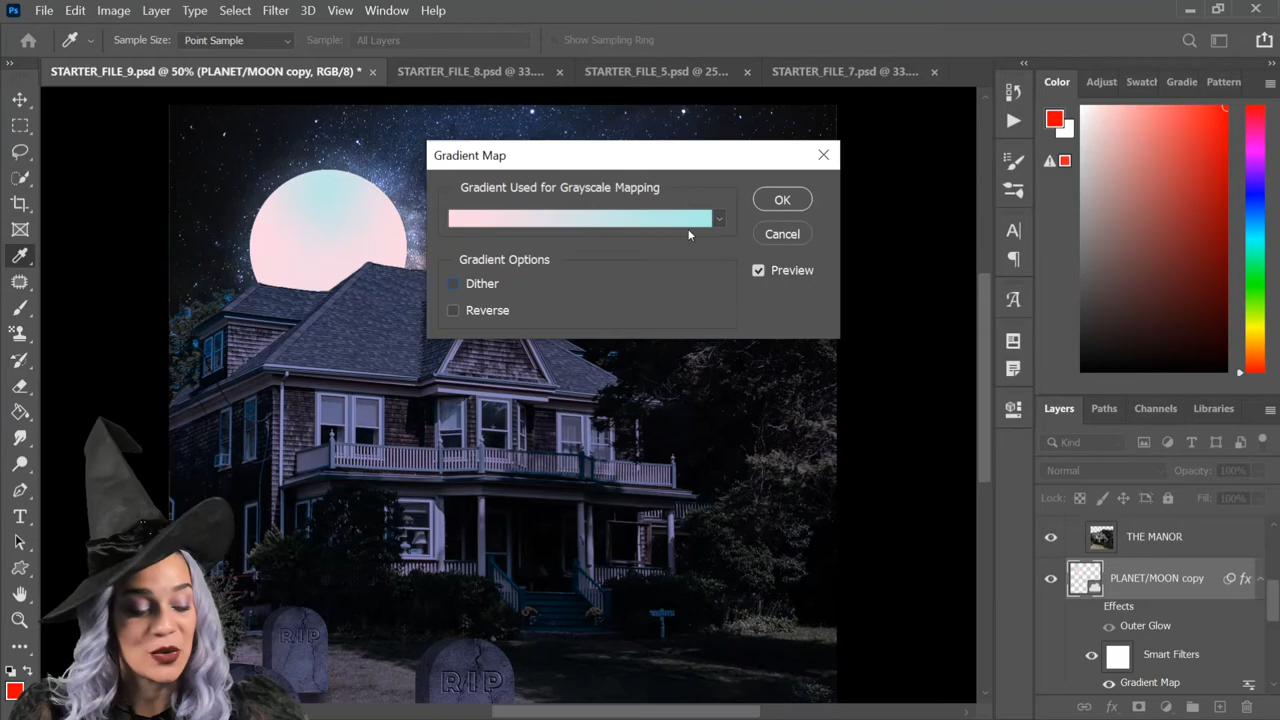 Ps File Edit Image Layer Type Select Filter 3D View Window Help
Sample Size: Point Sample Sample: All Layers Show Sampling Ring
STARTER_FILE_9.psd @ 50% (PLANET/MOON copy, RGB/8) * × STARTER_FILE_8.psd @ 33.... × STARTER_FILE_5.psd @ 25... × STARTER_FILE_7.psd @ 33.... ×
Color Adjust Swatch Gradie Pattern
Gradient Map
Gradient Used for Grayscale Mapping
OK
Cancel
Gradient Options
Dither
Reverse
Preview
Layers Paths Channels Libraries
Kind
Normal Opacity: 100%
Lock: Fill: 100%
THE MANOR
PLANET/MOON copy fx
Effects
Outer Glow
Smart Filters
Gradient Map
fx
RIP
RIP